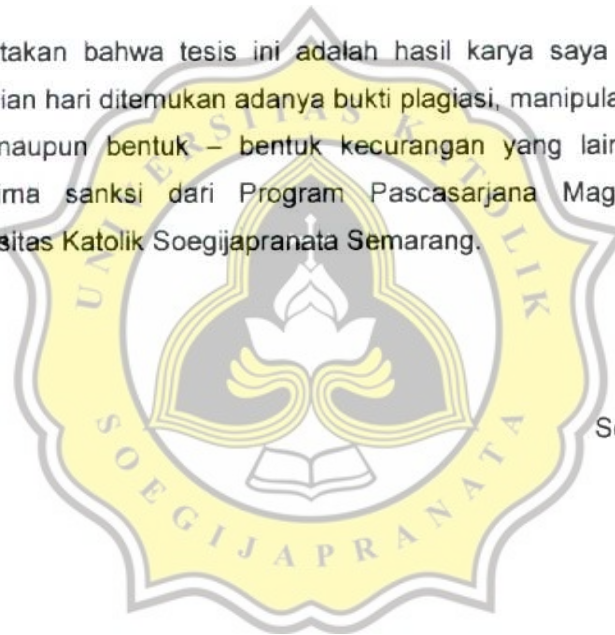 takan bahwa tesis ini adalah hasil karya saya
ian hari ditemukan adanya bukti plagiasi, manipula
naupun bentuk – bentuk kecurangan yang lain
ima sanksi dari Program Pascasarjana Mag
sitas Katolik Soegijapranata Semarang.
UNIVERSITAS KATOLIK
S
SOEGIJAPRANATA